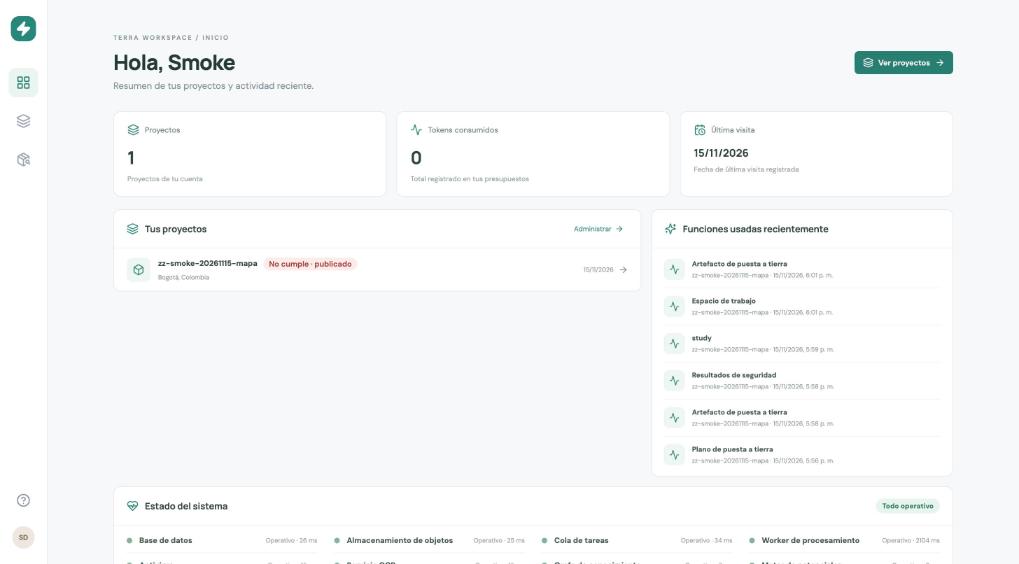 TERRA WORKSPACE / INICIO
Hola, Smoke
Resumen de tus proyectos y actividad reciente.
Ver proyectos
Proyectos
1
Proyectos de tu cuenta
Tokens consumidos
0
Total registrado en tus presupuestos
Última visita
15/11/2026
Fecha de última visita registrada
Tus proyectos
Administrar
zz-smoke-20261115-mapa No cumple · publicado
Bogotá, Colombia
15/11/2026
Funciones usadas recientemente
Artefacto de puesta a tierra
zz-smoke-20261115-mapa · 15/11/2026, 6:01 p. m.
Espacio de trabajo
zz-smoke-20261115-mapa · 15/11/2026, 6:01 p. m.
study
zz-smoke-20261115-mapa · 15/11/2026, 5:59 p. m.
Resultados de seguridad
zz-smoke-20261115-mapa · 15/11/2026, 5:58 p. m.
Artefacto de puesta a tierra
zz-smoke-20261115-mapa · 15/11/2026, 5:58 p. m.
Plano de puesta a tierra
zz-smoke-20261115-mapa · 15/11/2026, 5:56 p. m.
Estado del sistema
Todo operativo
Base de datos Operativo · 26 ms
Almacenamiento de objetos Operativo · 25 ms
Cola de tareas Operativo · 34 ms
Worker de procesamiento Operativo · 2104 ms
SD